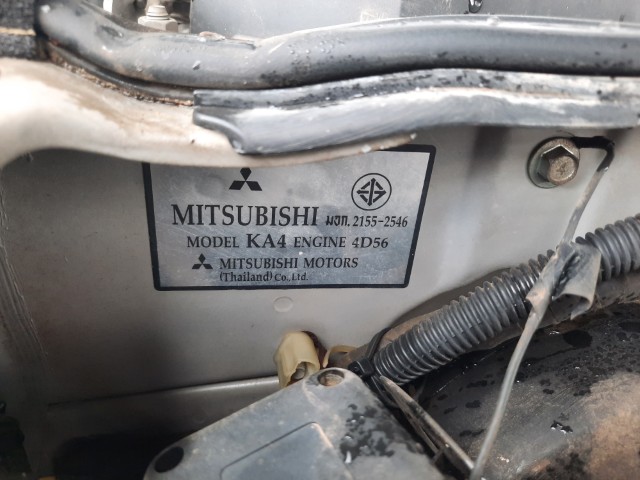 MITSUBISHI มอก. 2155-2546
MODEL KA4 ENGINE 4D56
MITSUBISHI MOTORS
(Thailand) Co., Ltd.